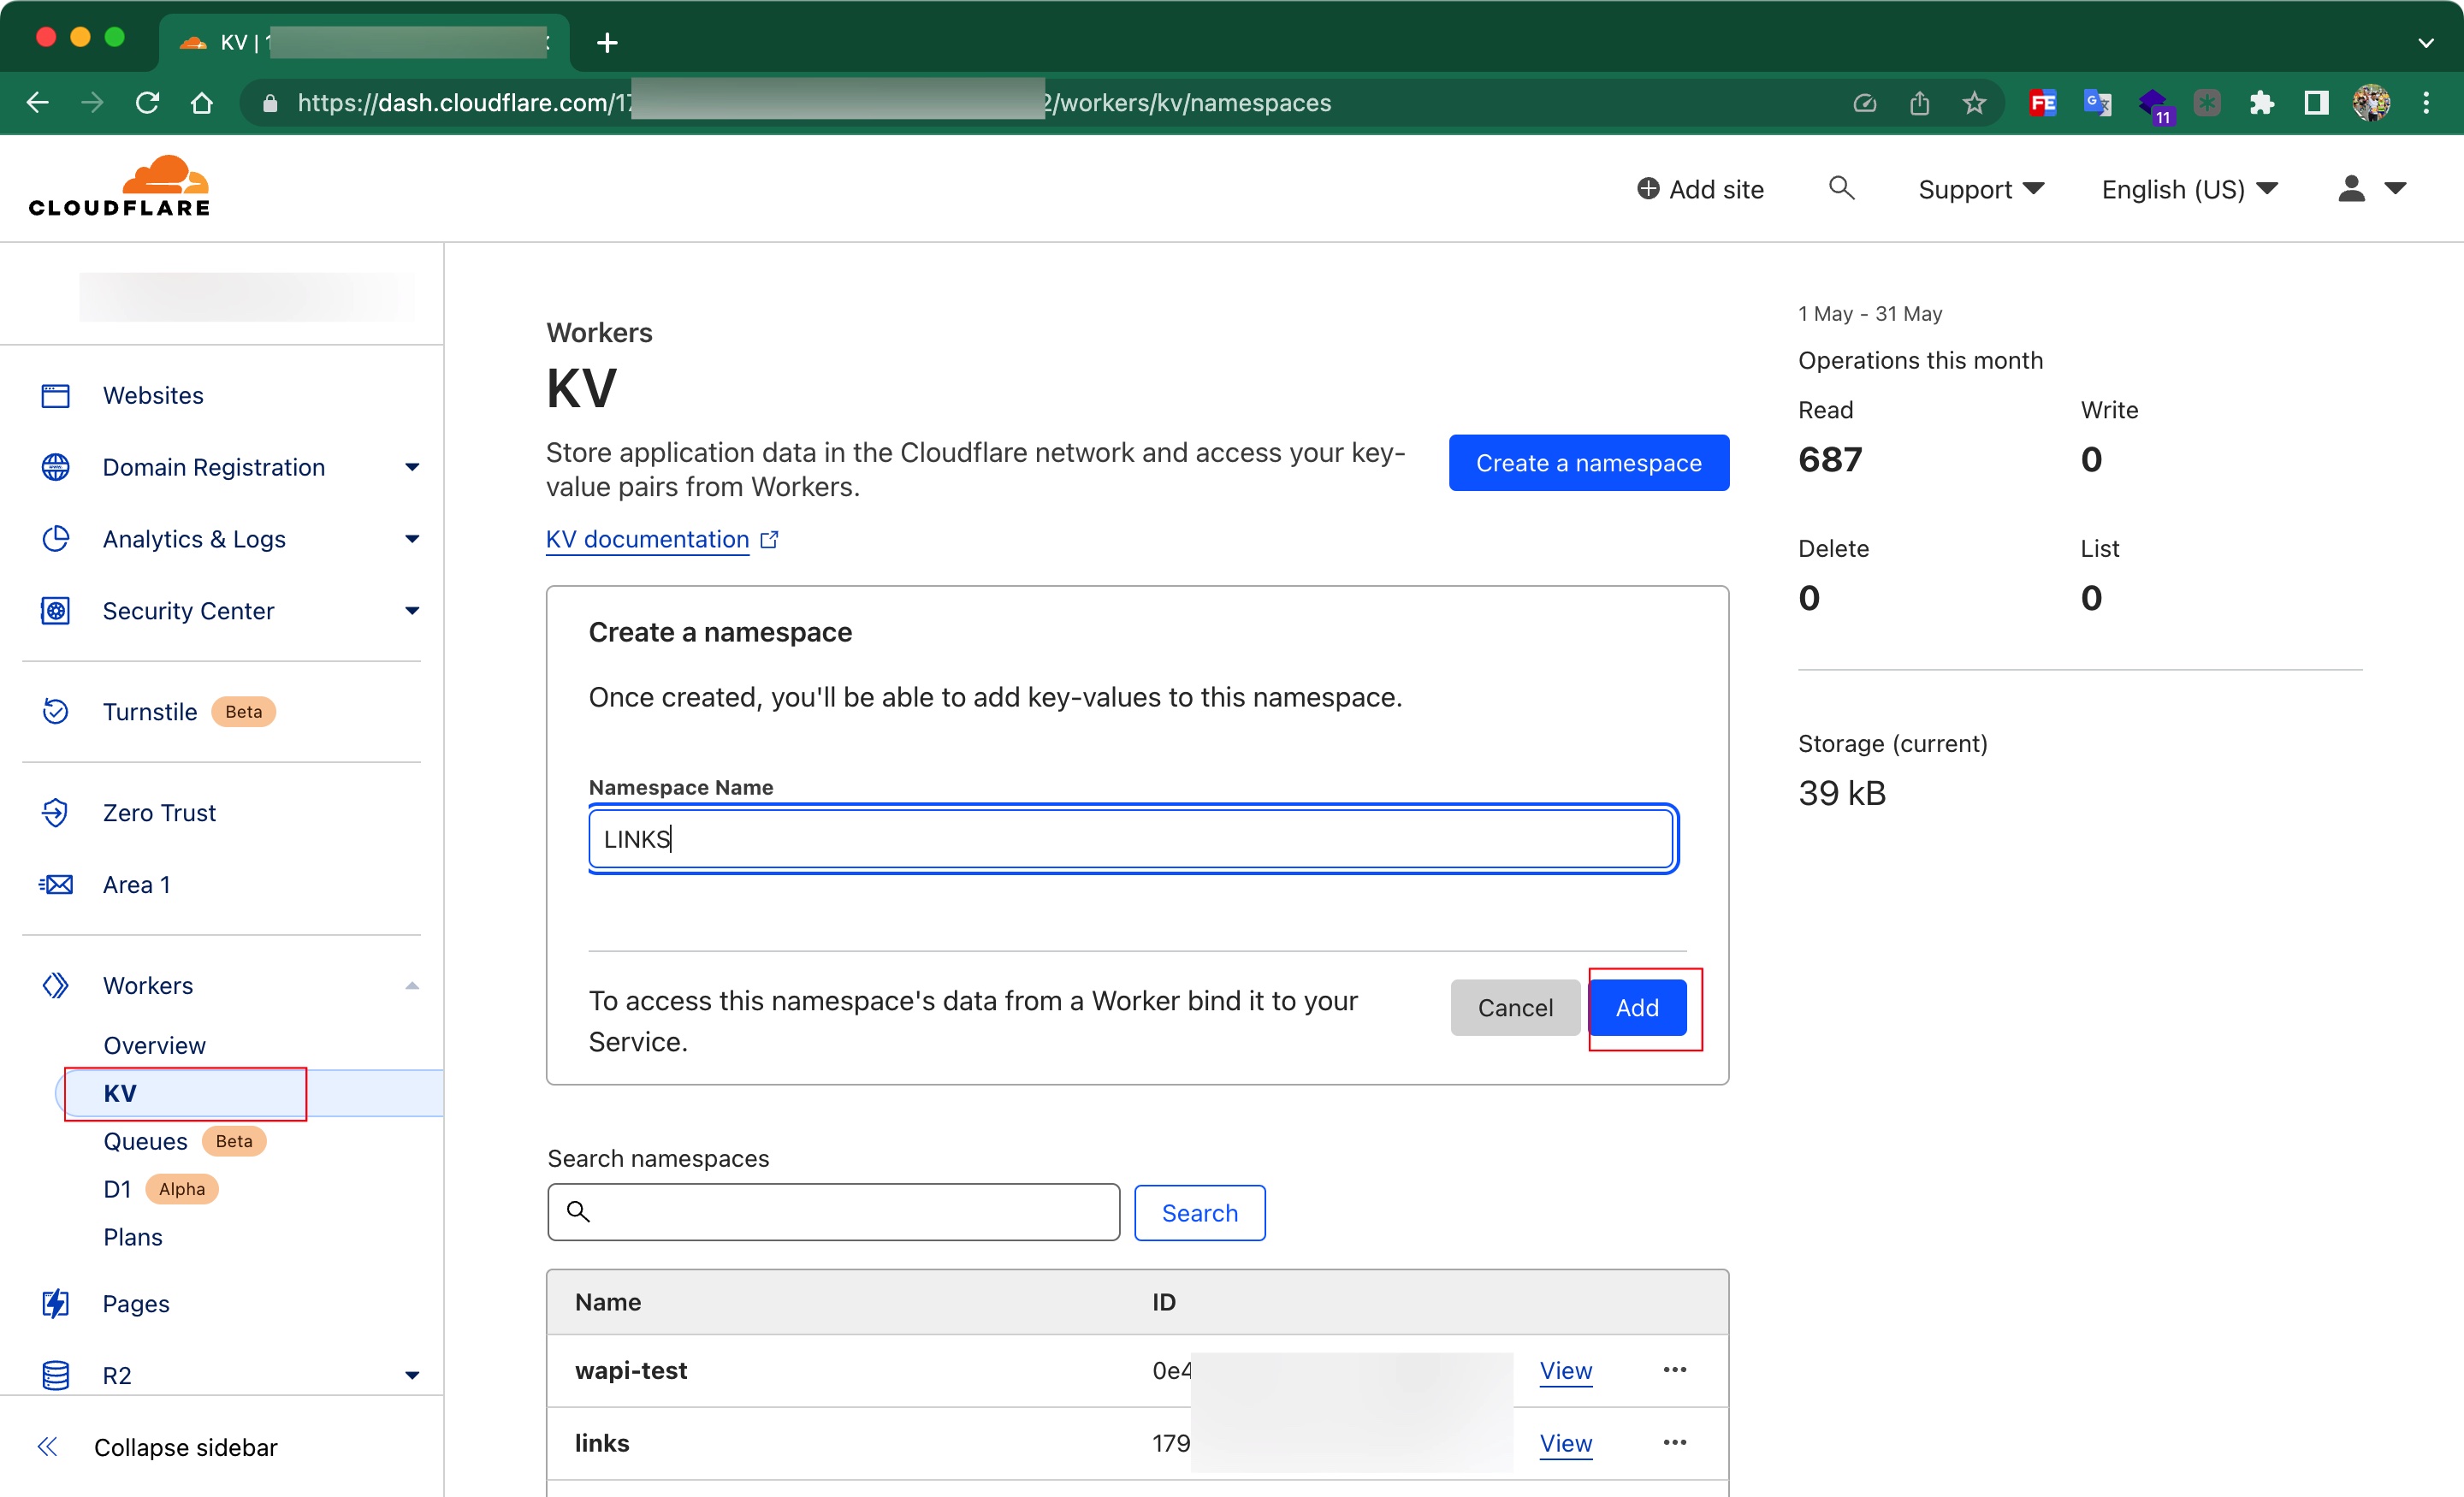 KV |
https://dash.cloudflare.com/17
2/workers/kv/namespaces
FE
G
11
CLOUDFLARE
Add site
Support
English (US)
Websites
Domain Registration
Analytics & Logs
Security Center
Turnstile Beta
Zero Trust
Area 1
Workers
Overview
KV
Queues Beta
D1 Alpha
Plans
Pages
R2
Collapse sidebar
Workers
KV
Store application data in the Cloudflare network and access your key-
value pairs from Workers.
Create a namespace
KV documentation
Create a namespace
Once created, you'll be able to add key-values to this namespace.
Namespace Name
LINKS
To access this namespace's data from a Worker bind it to your
Service.
Cancel
Add
Search namespaces
Search
Name ID
wapi-test 0e4 View
links 179 View
1 May - 31 May
Operations this month
Read Write
687 0
Delete List
0 0
Storage (current)
39 kB